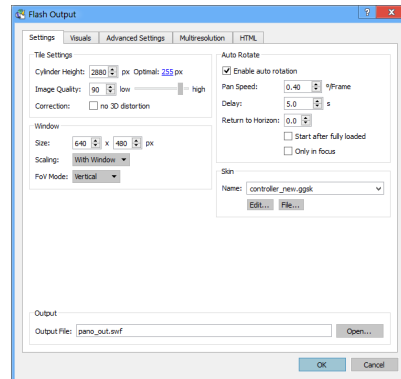 Flash Output
?
Settings Visuals Advanced Settings Multiresolution HTML
Tile Settings
Cylinder Height: 2880 px Optimal: 255 px
Image Quality: 90 low high
Correction: no 3D distortion
Window
Size: 640 x 480 px
Scaling: With Window
FoV Mode: Vertical
Auto Rotate
Enable auto rotation
Pan Speed: 0.40 º/Frame
Delay: 5.0 s
Return to Horizon: 0.0
Start after fully loaded
Only in focus
Skin
Name: controller_new.ggsk
Edit... File...
Output
Output File: pano_out.swf Open...
OK Cancel